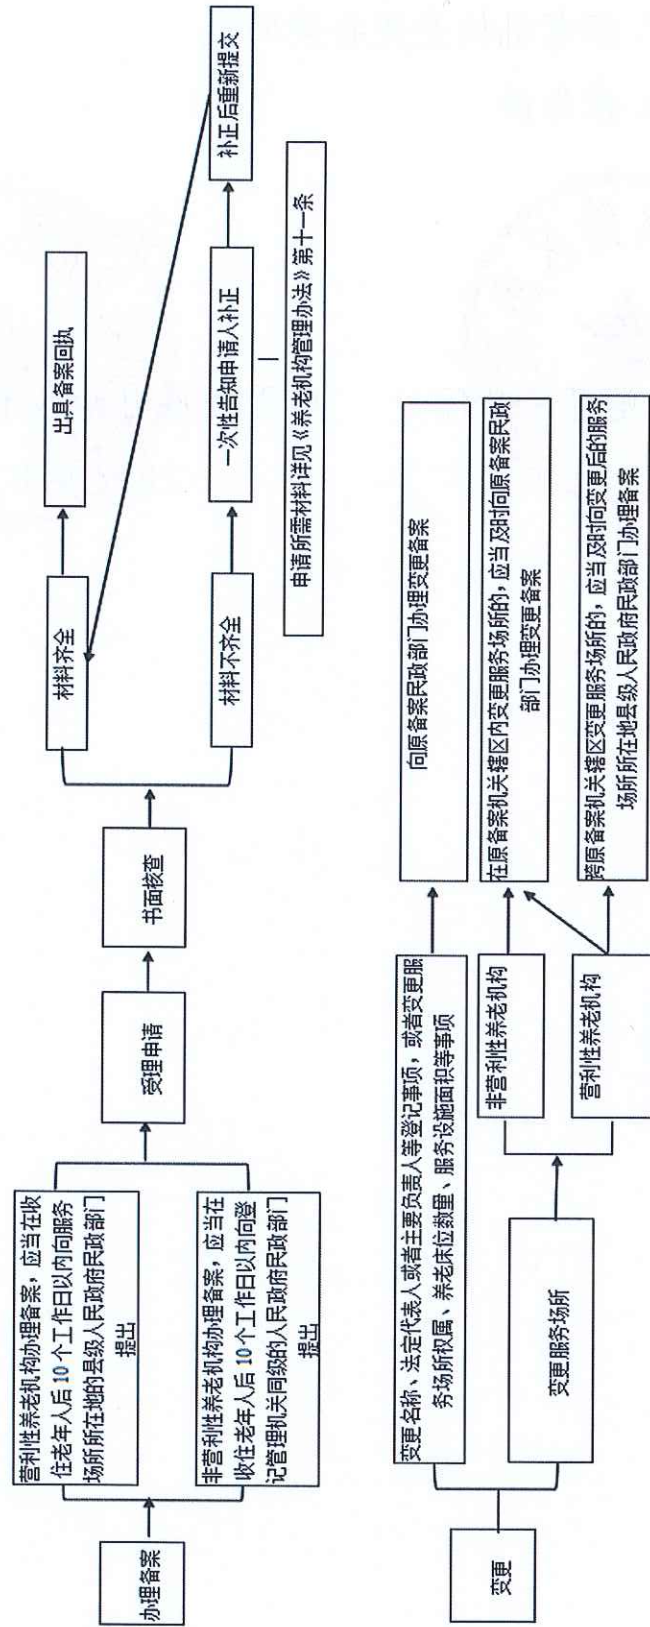 办理备案
营利性养老机构办理备案，应当在收
住老年人后 10 个工作日以内向服务
场所所在地的县级人民政府民政部门
提出
非营利性养老机构办理备案，应当在
收住老年人后 10 个工作日以内向登
记管理机关同级的人民政府民政部门
提出
受理申请
书面核查
材料齐全
出具备案回执
材料不齐全
一次性告知申请人补正
补正后重新提交
申请所需材料详见《养老机构管理办法》第十一条
变更
变更名称、法定代表人或者主要负责人等登记事项，或者变更服
务场所权属、养老床位数量、服务设施面积等事项
向原备案民政部门办理变更备案
变更服务场所
非营利性养老机构
在原备案机关辖区内变更服务场所的，应当及时向原备案民政
部门办理变更备案
营利性养老机构
跨原备案机关辖区变更服务场所的，应当及时向变更后的服务
场所所在地县级人民政府民政部门办理备案